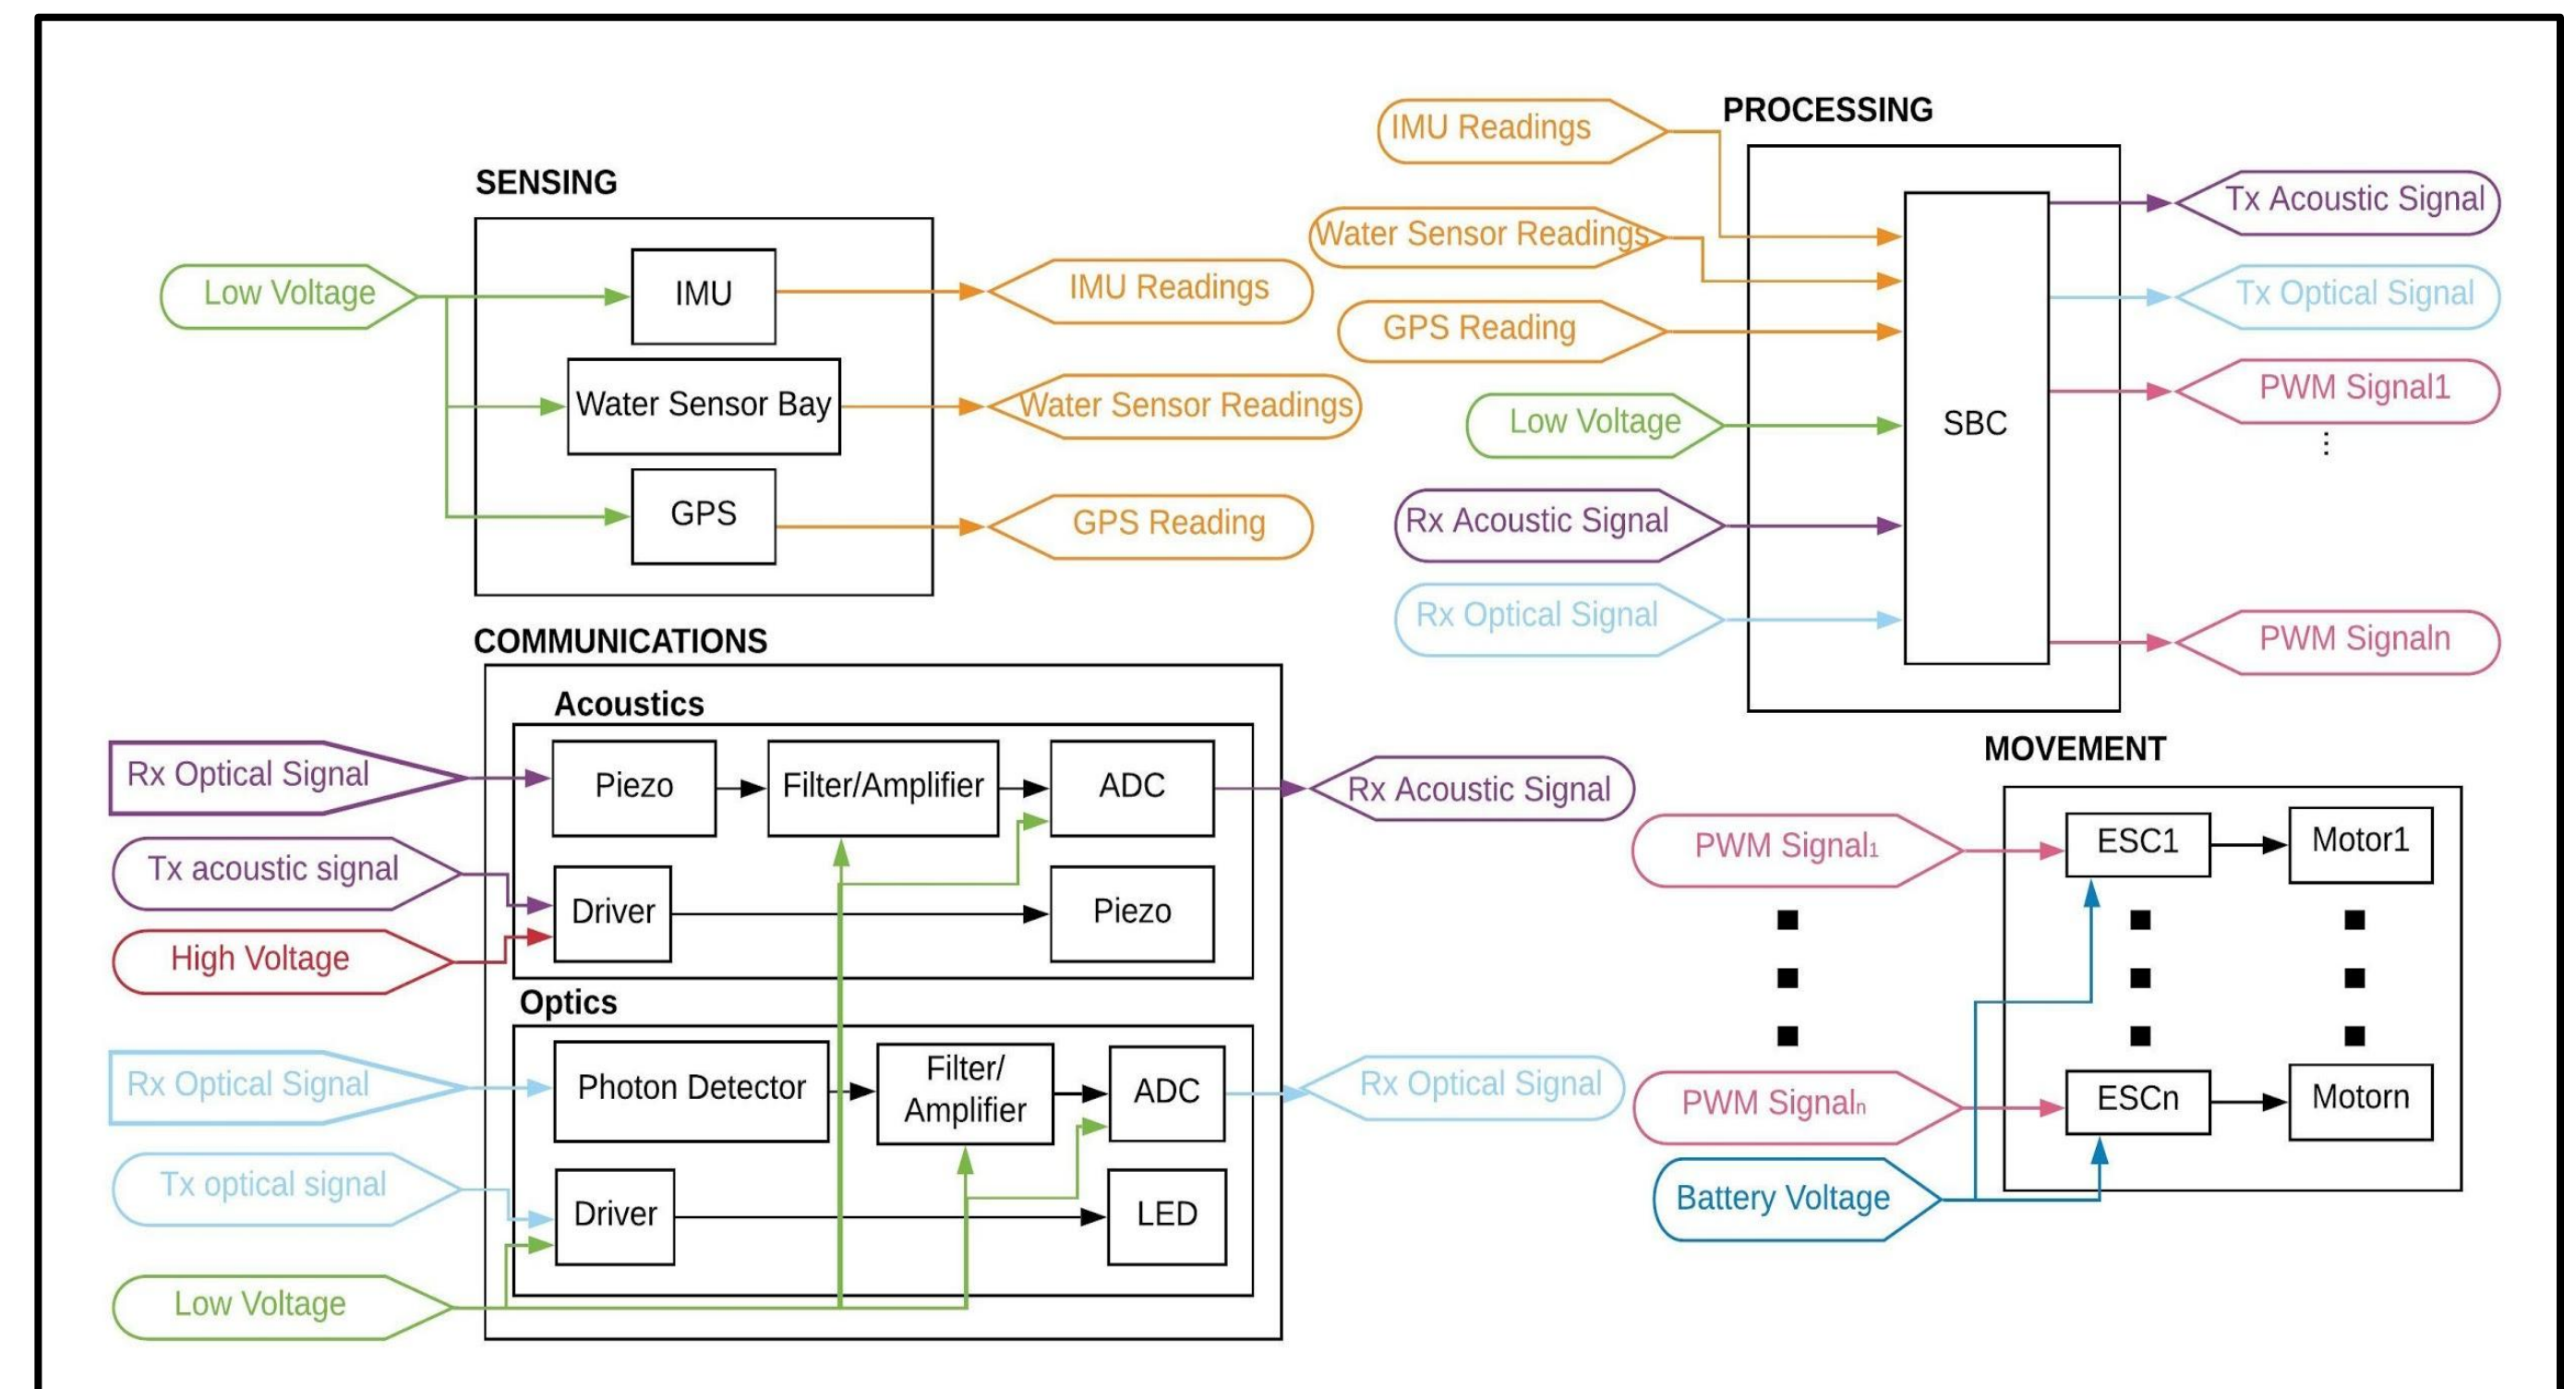 SENSING
Low Voltage
IMU
Water Sensor Bay
GPS
IMU Readings
Water Sensor Readings
GPS Reading
PROCESSING
IMU Readings
Water Sensor Readings
GPS Reading
Low Voltage
Rx Acoustic Signal
Rx Optical Signal
SBC
Tx Acoustic Signal
Tx Optical Signal
PWM Signal1
⋮
PWM Signaln
COMMUNICATIONS
Acoustics
Rx Optical Signal
Tx acoustic signal
High Voltage
Piezo
Filter/Amplifier
ADC
Driver
Piezo
Rx Acoustic Signal
Optics
Rx Optical Signal
Tx optical signal
Low Voltage
Photon Detector
Filter/
Amplifier
ADC
Driver
LED
Rx Optical Signal
MOVEMENT
PWM Signal1
PWM Signaln
Battery Voltage
ESC1
Motor1
ESCn
Motorn